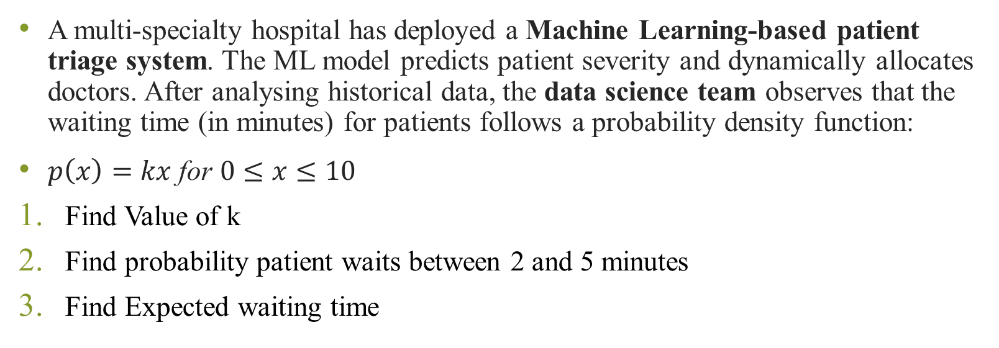 • A multi-specialty hospital has deployed a Machine Learning-based patient
triage system. The ML model predicts patient severity and dynamically allocates
doctors. After analysing historical data, the data science team observes that the
waiting time (in minutes) for patients follows a probability density function:
• p(x) = kx for 0 ≤ x ≤ 10
1. Find Value of k
2. Find probability patient waits between 2 and 5 minutes
3. Find Expected waiting time